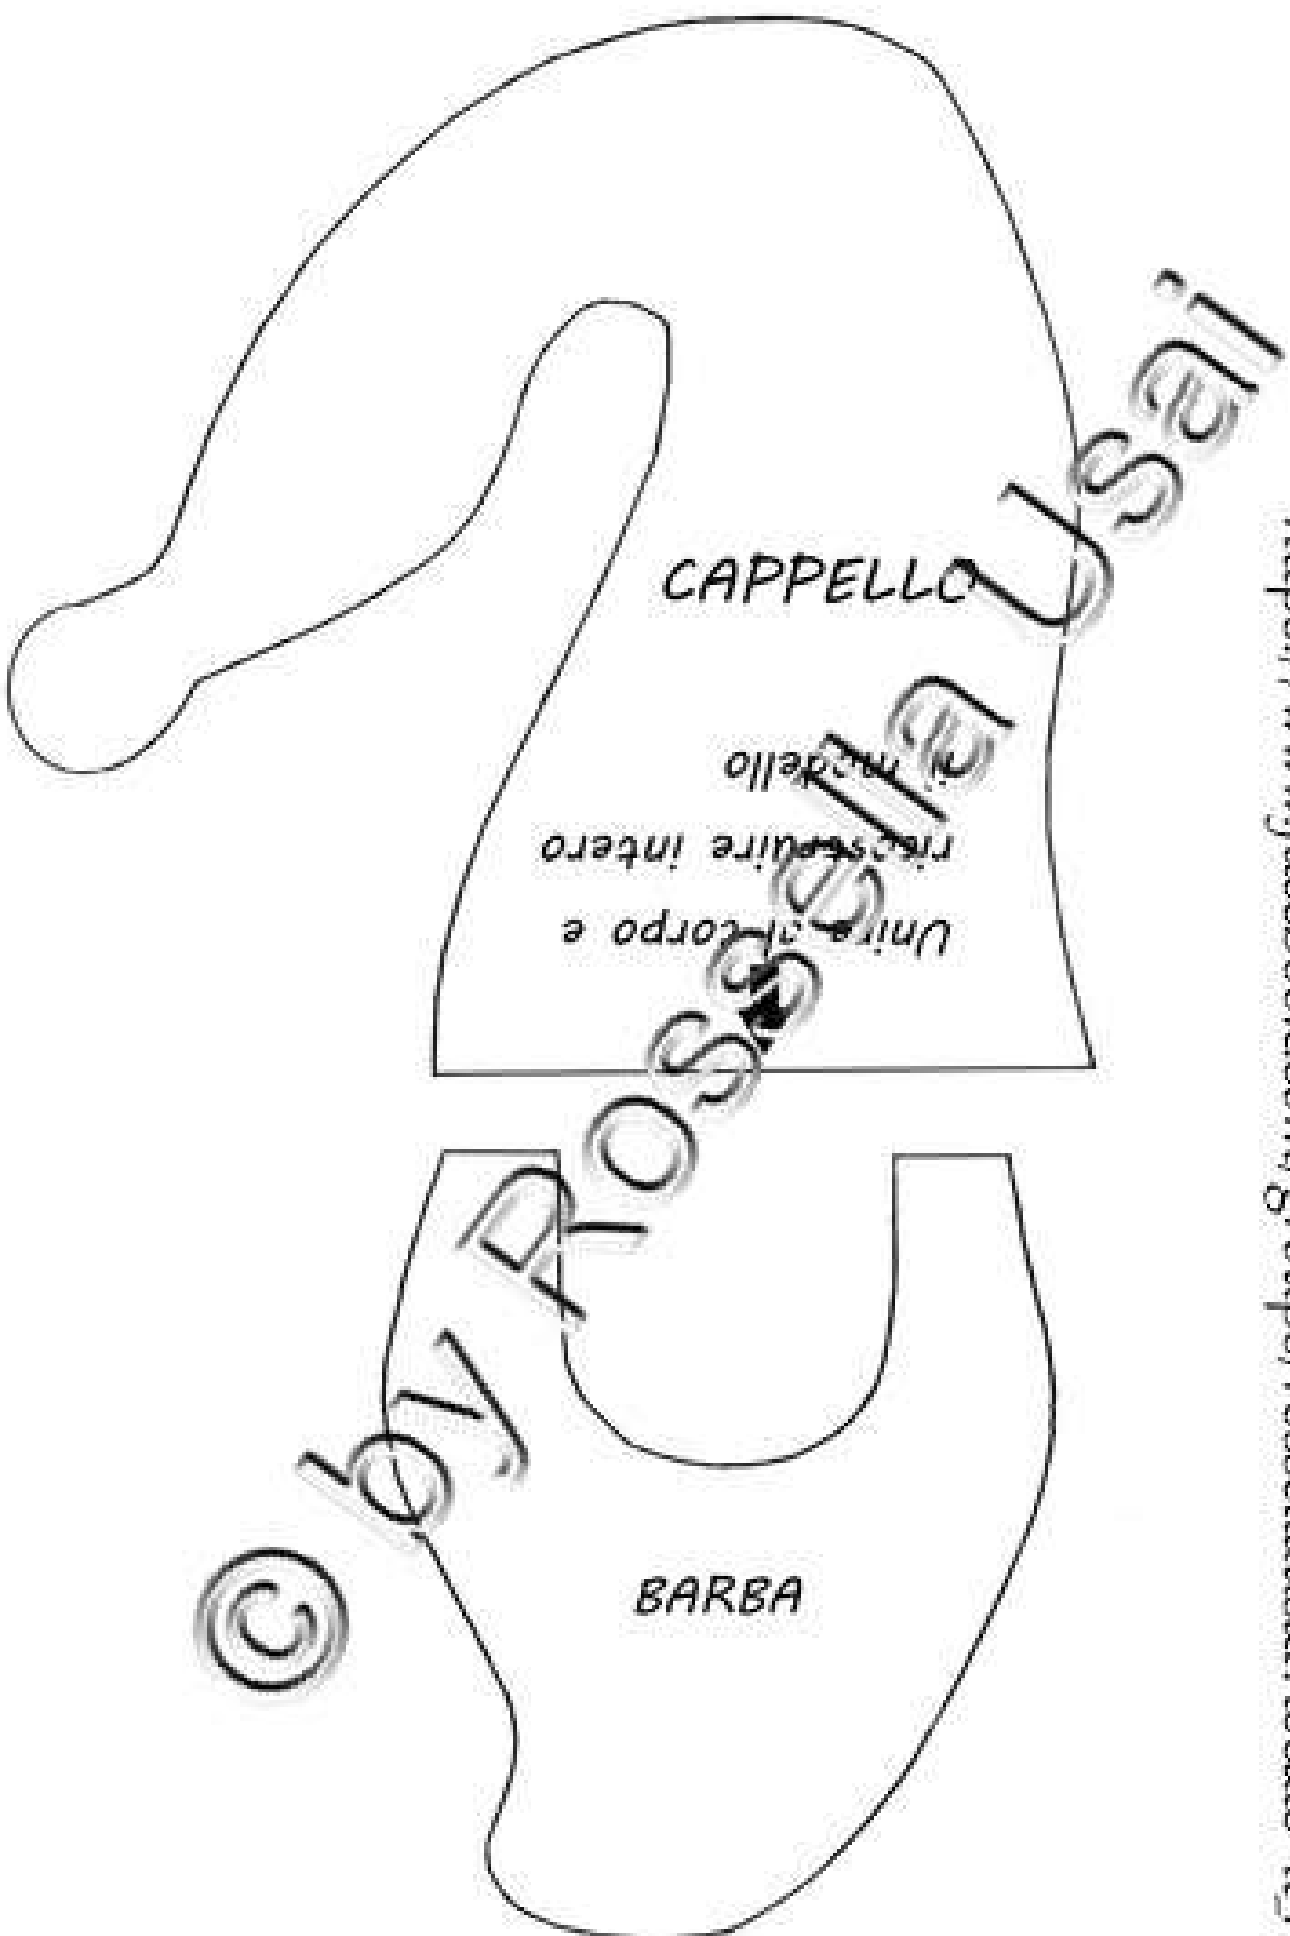 CAPPELLO
Unire al corpo e
ricostruire intero
il modello
BARBA
© by Rossella Usai